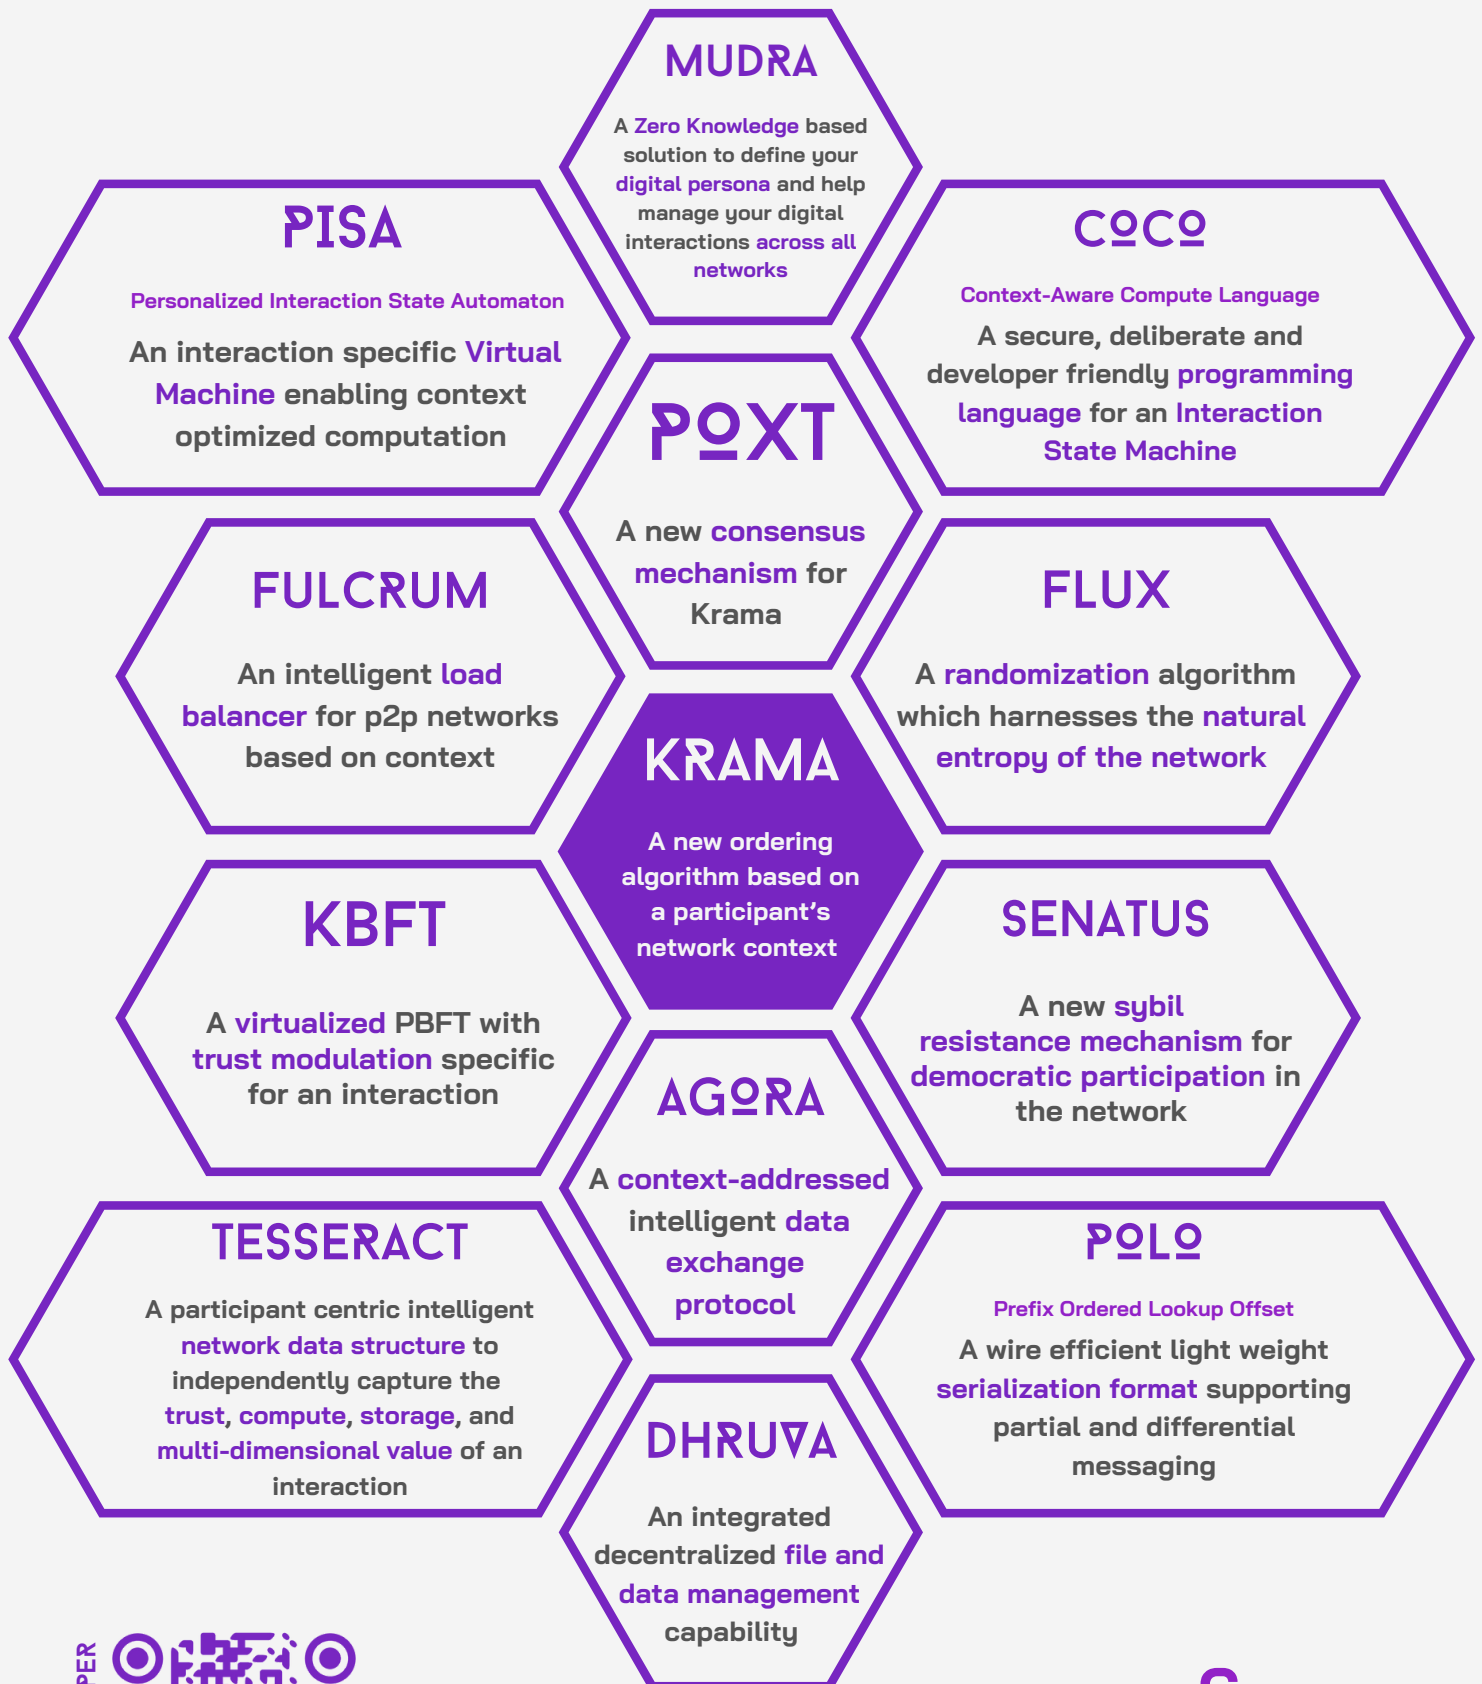 MUDRA
A Zero Knowledge based
solution to define your
digital persona and help
manage your digital
interactions across all
networks
PISA
Personalized Interaction State Automaton
An interaction specific Virtual
Machine enabling context
optimized computation
COCO
Context-Aware Compute Language
A secure, deliberate and
developer friendly programming
language for an Interaction
State Machine
POXT
A new consensus
mechanism for
Krama
FULCRUM
An intelligent load
balancer for p2p networks
based on context
FLUX
A randomization algorithm
which harnesses the natural
entropy of the network
KRAMA
A new ordering
algorithm based on
a participant's
network context
KBFT
A virtualized PBFT with
trust modulation specific
for an interaction
SENATUS
A new sybil
resistance mechanism for
democratic participation in
the network
AGORA
A context-addressed
intelligent data
exchange
protocol
TESSERACT
A participant centric intelligent
network data structure to
independently capture the
trust, compute, storage, and
multi-dimensional value of an
interaction
POLO
Prefix Ordered Lookup Offset
A wire efficient light weight
serialization format supporting
partial and differential
messaging
DHRUVA
An integrated
decentralized file and
data management
capability